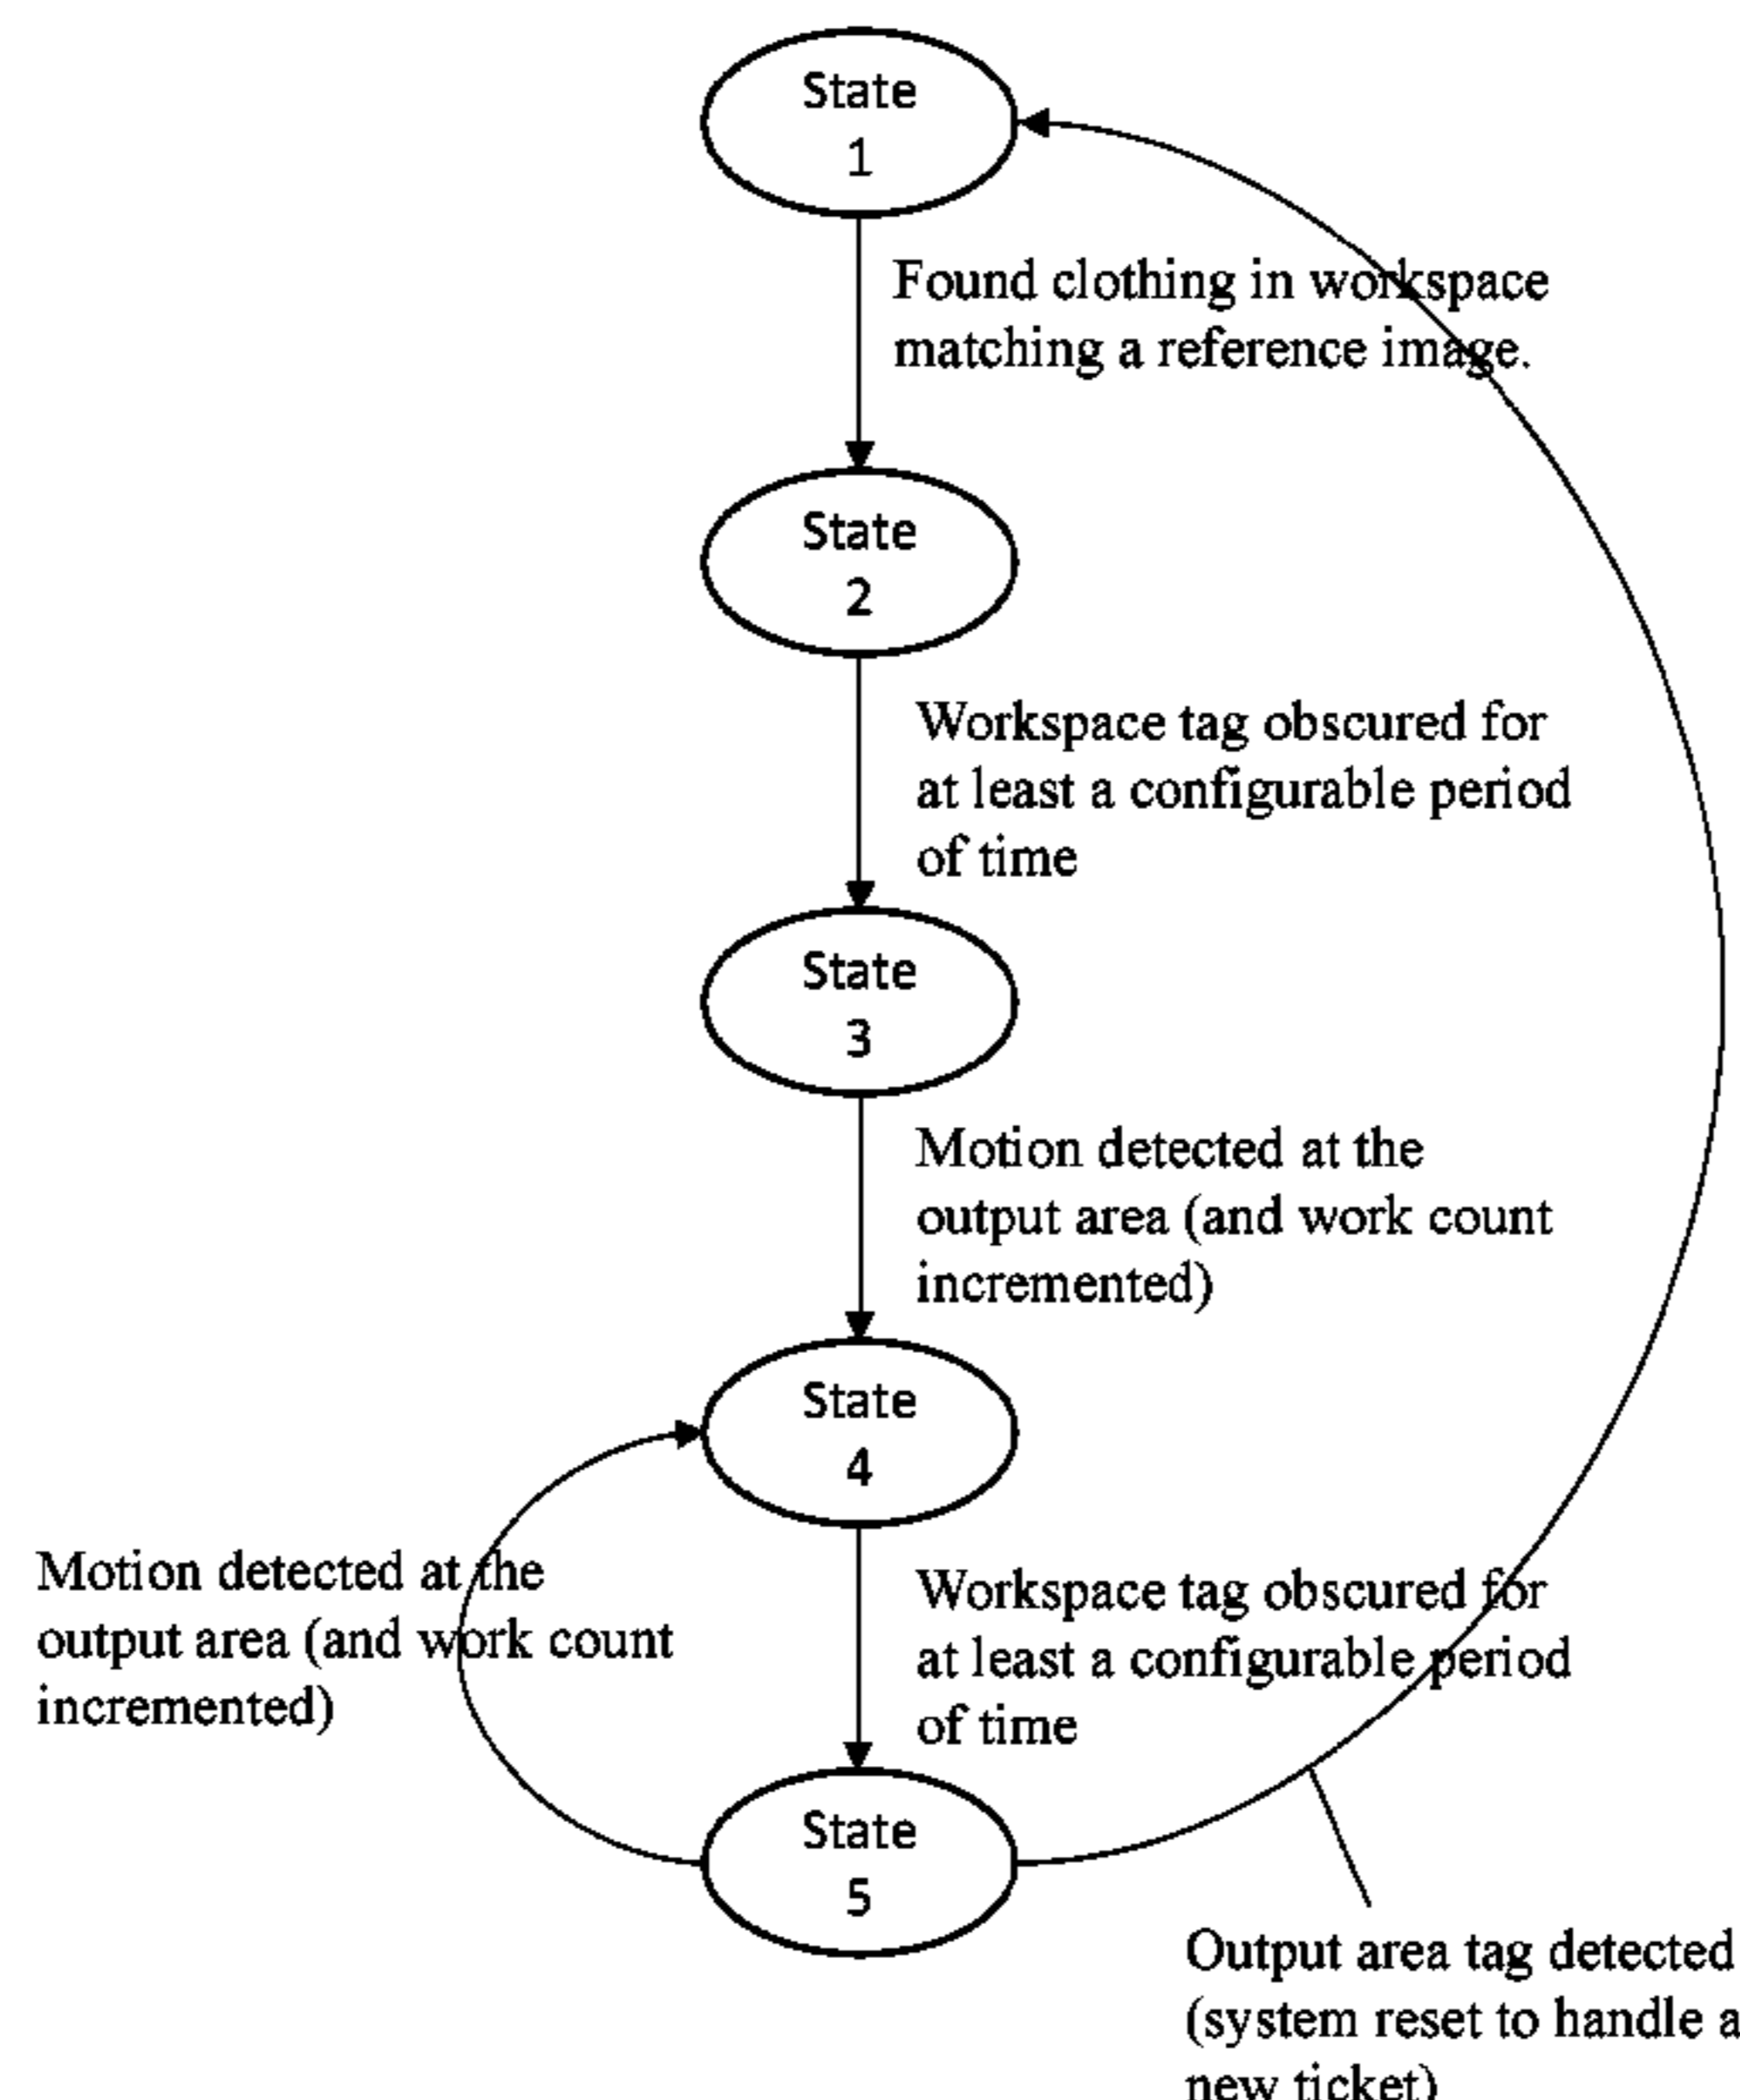 State
1
Found clothing in workspace
matching a reference image.
State
2
Workspace tag obscured for
at least a configurable period
of time
State
3
Motion detected at the
output area (and work count
incremented)
State
4
Motion detected at the
output area (and work count
incremented)
Workspace tag obscured for
at least a configurable period
of time
State
5
Output area tag detected
(system reset to handle a
new ticket)